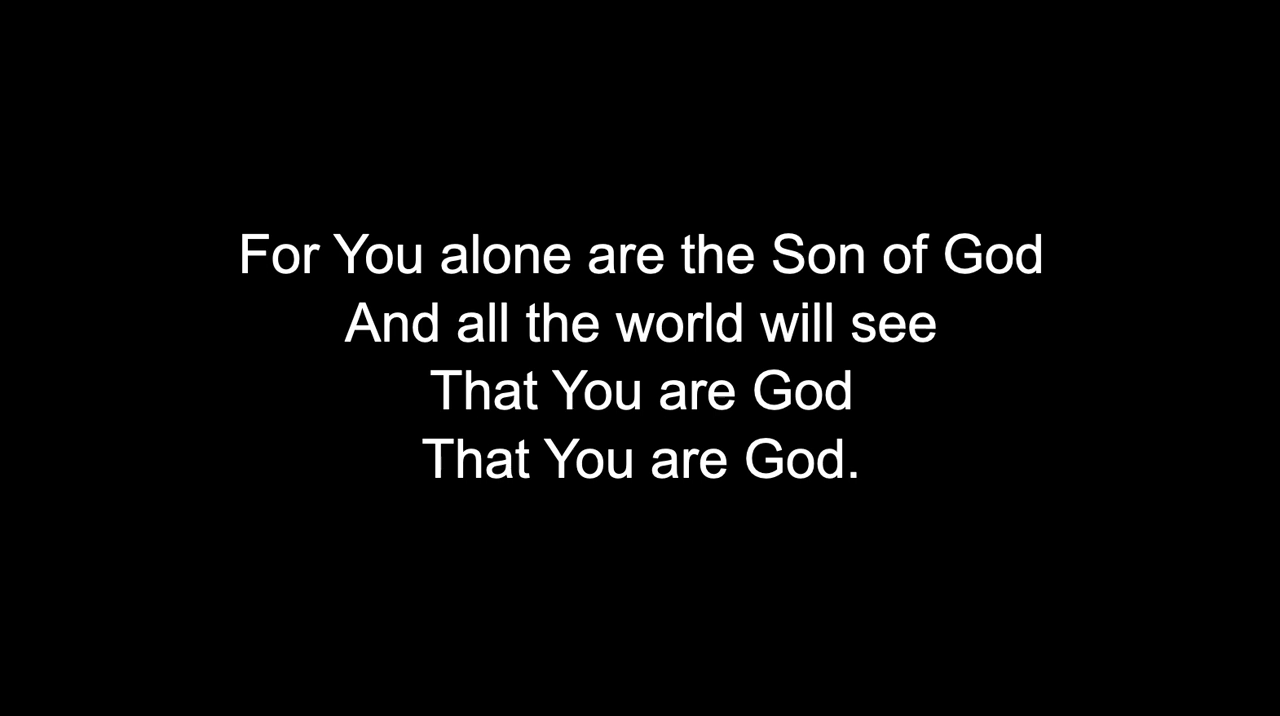 For You alone are the Son of God
And all the world will see
That You are God
That You are God.